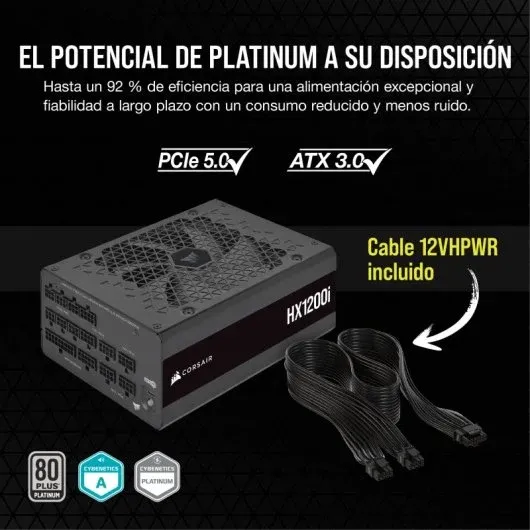 EL POTENCIAL DE PLATINUM A SU DISPOSICIÓN
Hasta un 92 % de eficiencia para una alimentación excepcional y
fiabilidad a largo plazo con un consumo reducido y menos ruido.
PCIe 5.0
ATX 3.0
Cable 12VHPWR
incluido
HX1200i
CORSAIR
80
PLUS
PLATINUM
CYBENETICS
A
CYBENETICS
PLATINUM